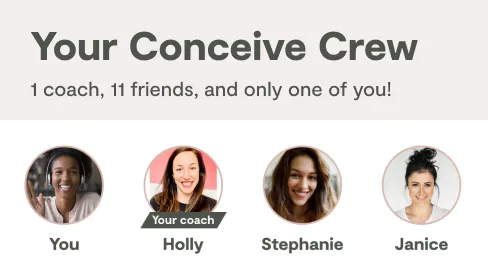 Your Conceive Crew
1 coach, 11 friends, and only one of you!
Your coach
You
Holly
Stephanie
Janice